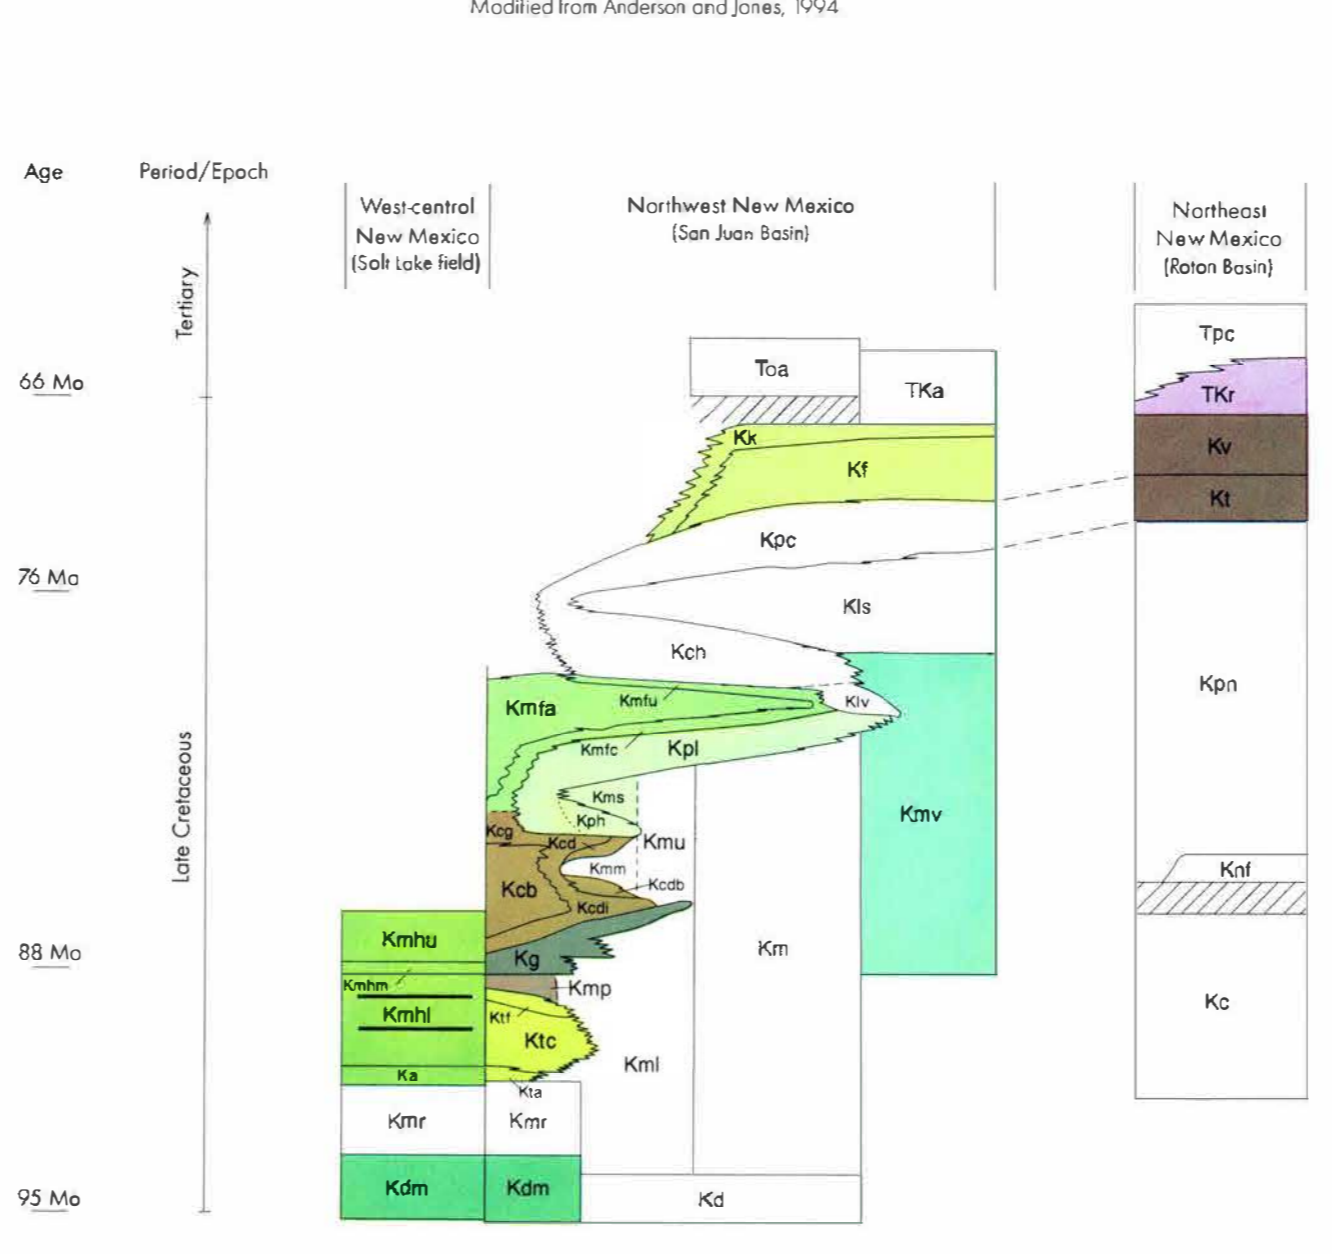 Modified from Anderson and Jones, 1994
Age
Period/Epoch
West-central
New Mexico
(Salt Lake field)
Northwest New Mexico
(San Juan Basin)
Northeast
New Mexico
(Raton Basin)
Tertiary
Late Cretaceous
66 Ma
76 Ma
88 Ma
95 Ma
Toa
TKa
Tpc
TKr
Kk
Kf
Kv
Kt
Kpc
Kls
Kch
Kpn
Kmfa
Kmfu
Klv
Kmfc
Kpl
Kms
Kph
Kcg
Kcd
Kmu
Kmv
Kmm
Kcb
Kcdb
Kcdi
Knf
Kmhu
Kg
Km
Kmhm
Kmp
Kmhl
Ktf
Kc
Ktc
Kml
Ka
Kta
Kmr
Kmr
Kdm
Kdm
Kd